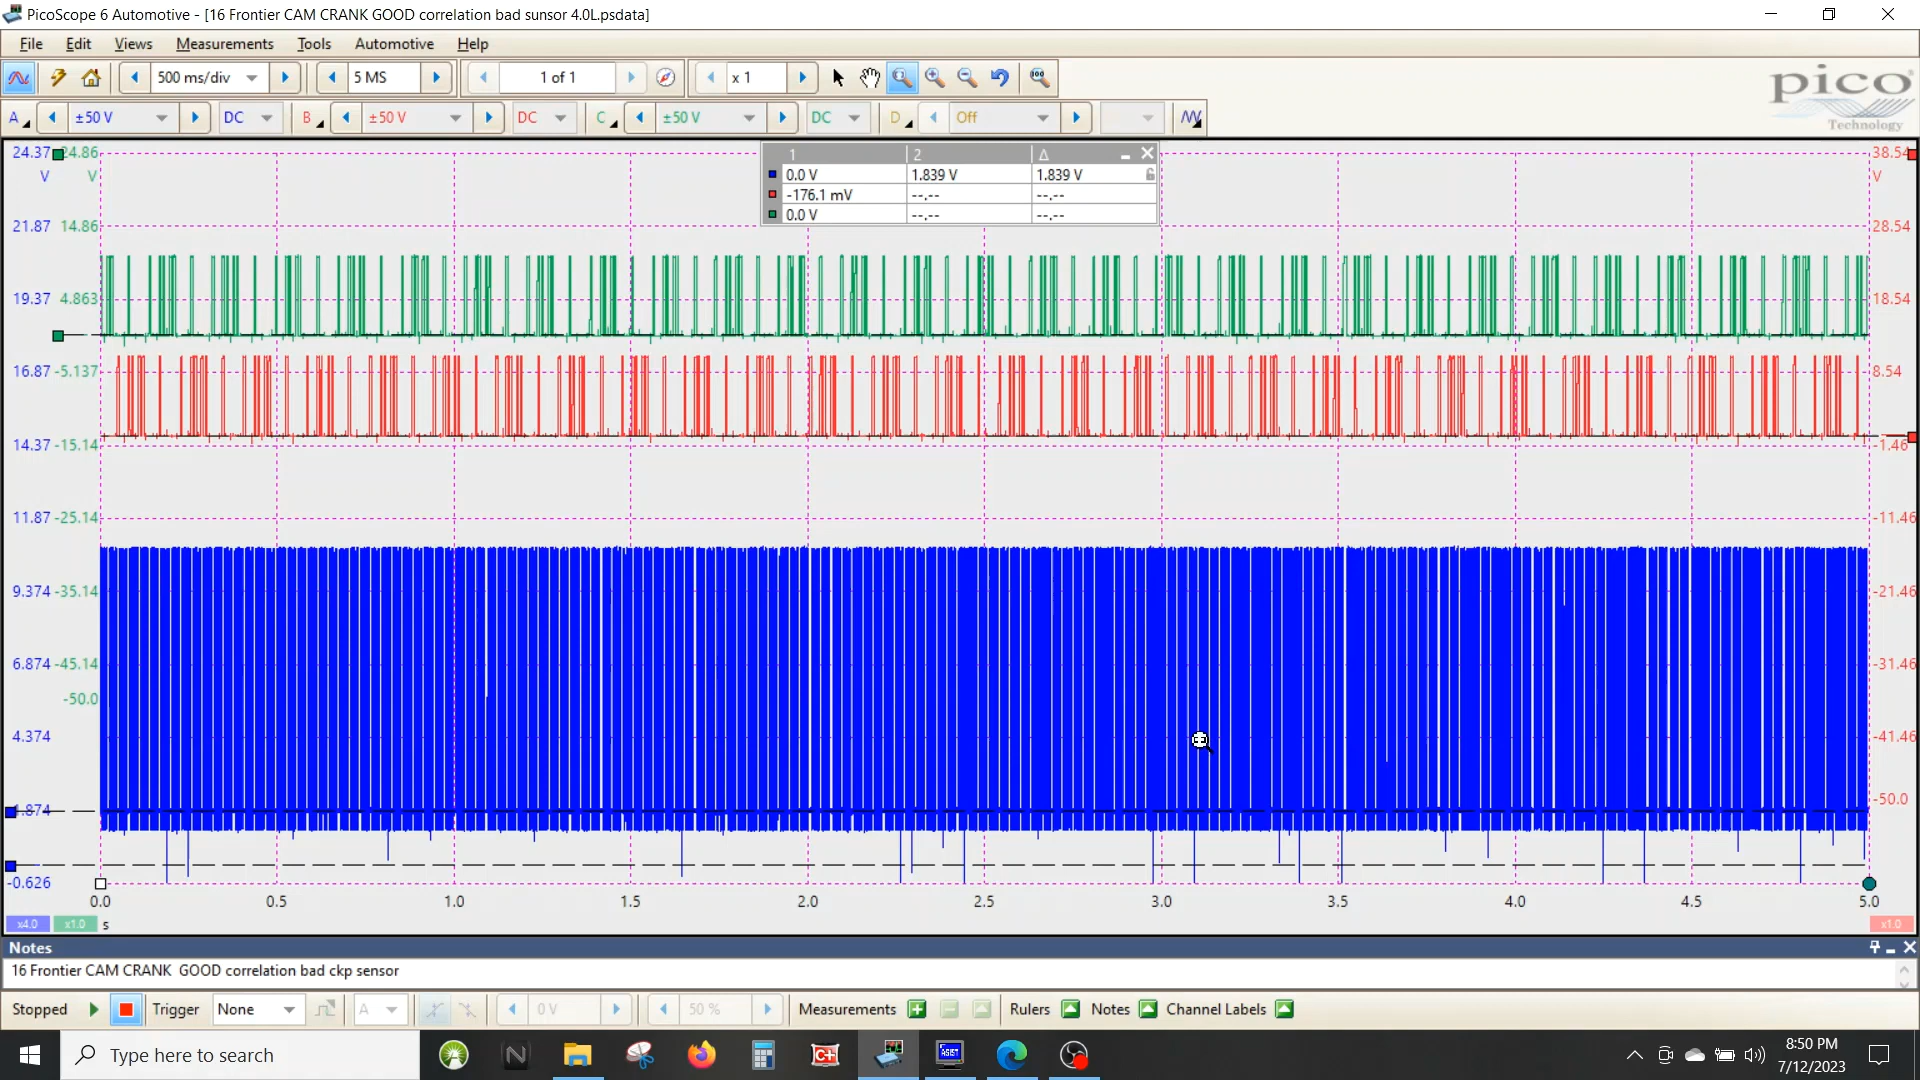 PicoScope 6 Automotive - [16 Frontier CAM CRANK GOOD correlation bad sunsor 4.0L.psdata]
File Edit Views Measurements Tools Automotive Help
500 ms/div 5 MS 1 of 1 x 1
pico
Technology
A ±50 V DC B ±50 V DC C ±50 V DC D Off
1 2 Δ
0.0 V 1.839 V 1.839 V
-176.1 mV --.-- --.--
0.0 V --.-- --.--
24.37 24.86 38.54
V V V
21.87 14.86 28.54
19.37 4.863 18.54
16.87 -5.137 8.54
14.37 -15.14 -1.46
11.87 -25.14 -11.46
9.374 -35.14 -21.46
6.874 -45.14 -31.46
-50.0
4.374 -41.46
1.874 -50.0
-0.626
0.0 0.5 1.0 1.5 2.0 2.5 3.0 3.5 4.0 4.5 5.0
x4.0 x1.0 s x1.0
Notes
16 Frontier CAM CRANK  GOOD correlation bad ckp sensor
Stopped Trigger None A 0 V 50 % Measurements Rulers Notes Channel Labels
Type here to search
N C+ ASIST
8:50 PM
7/12/2023